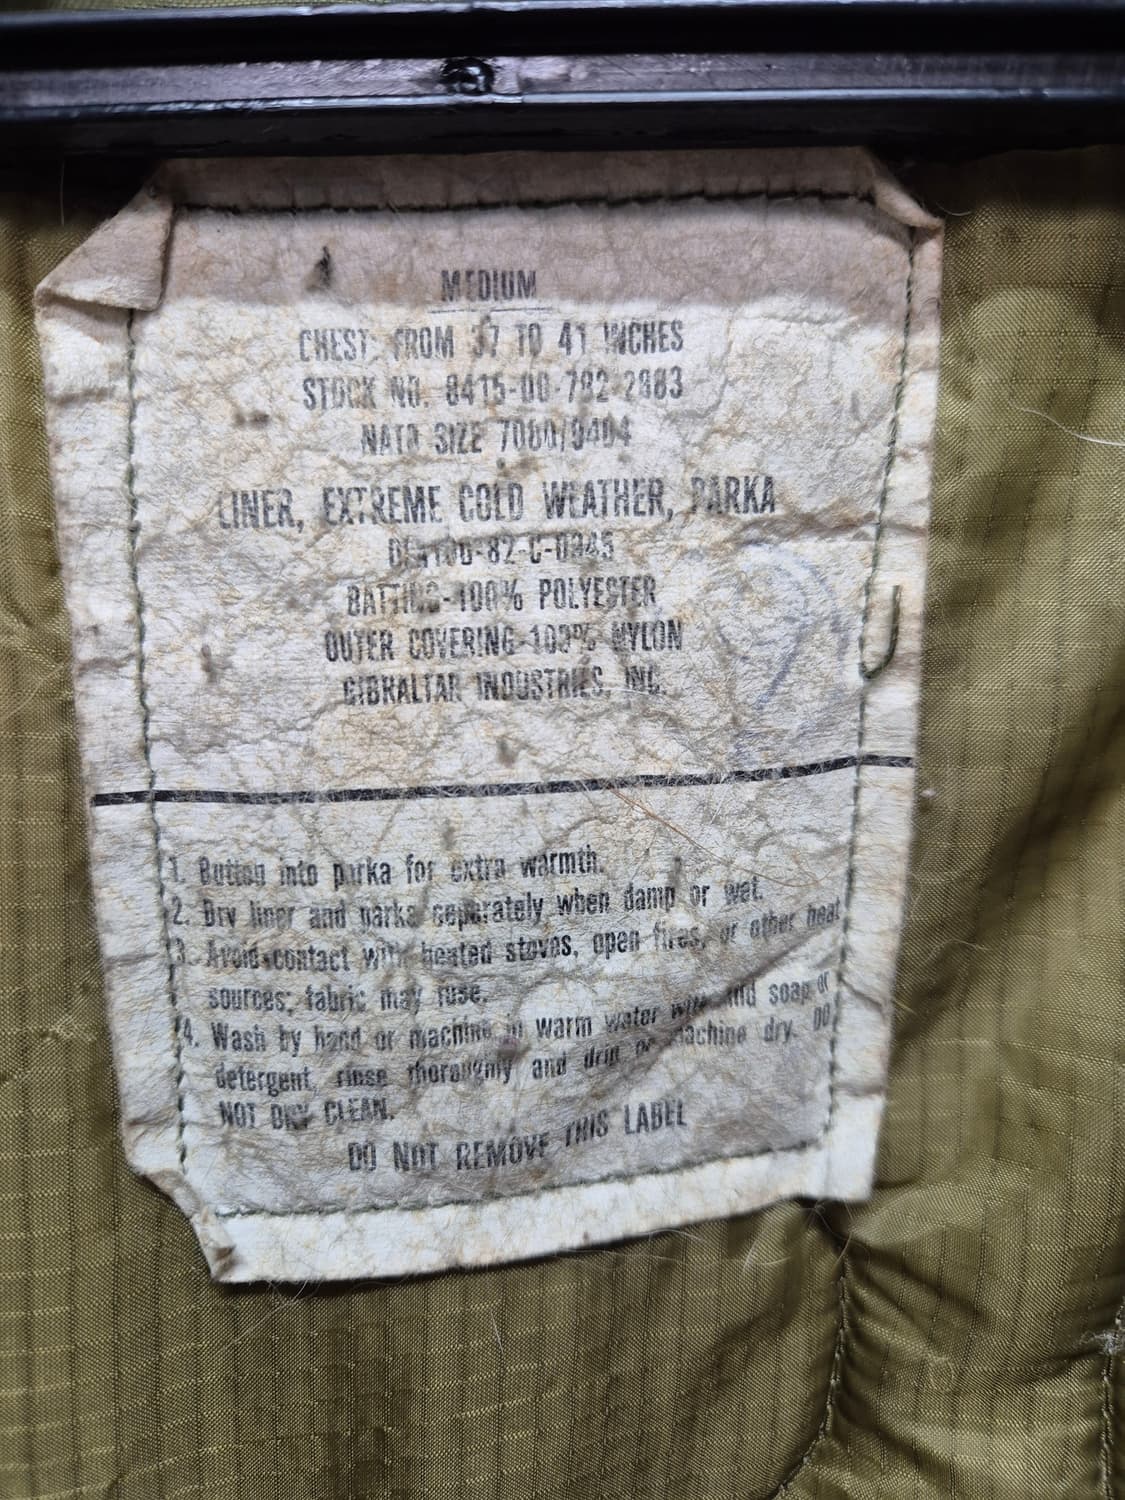 MEDIUM
CHEST FROM 37 TO 41 INCHES
STOCK NO. 8415-00-782-2883
NATO SIZE 7080/9404
LINER, EXTREME COLD WEATHER, PARKA
BATTING-100% POLYESTER
OUTER COVERING-100% NYLON
GIBRALTAR INDUSTRIES, INC.
1. Button into parka for extra warmth.
2. Dry liner and parka separately when damp or wet.
3. Avoid contact with heated stoves, open fires, or other heat
sources; fabric may fuse.
4. Wash by hand or machine in warm water with mild soap or
detergent, rinse thoroughly and drip or machine dry. DO
NOT DRY CLEAN.
DO NOT REMOVE THIS LABEL